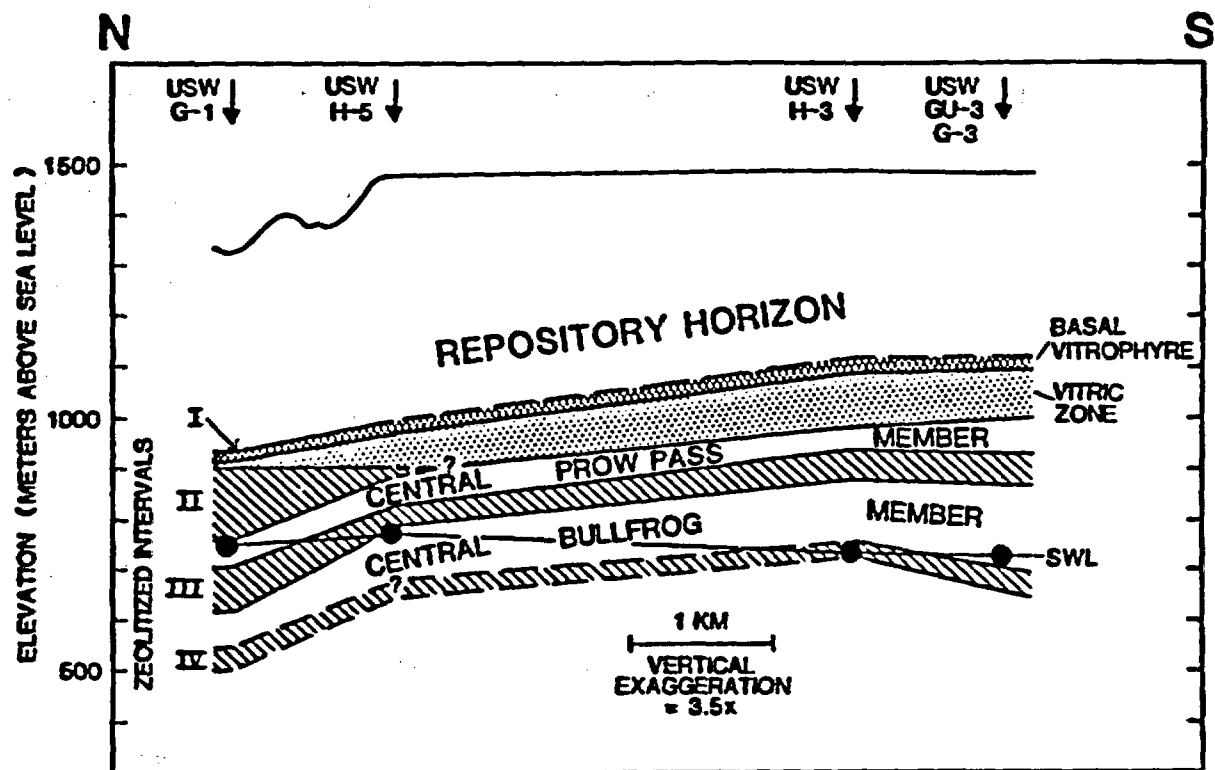 N
S
USW
G-1
USW
H-5
USW
H-3
USW
GU-3
G-3
ELEVATION (METERS ABOVE SEA LEVEL)
1500
1000
500
ZEOLITIZED INTERVALS
I
II
III
IV
REPOSITORY HORIZON
BASAL
VITROPHYRE
VITRIC
ZONE
?
CENTRAL PROW PASS MEMBER
CENTRAL BULLFROG MEMBER
?
SWL
1 KM
VERTICAL
EXAGGERATION
= 3.5x